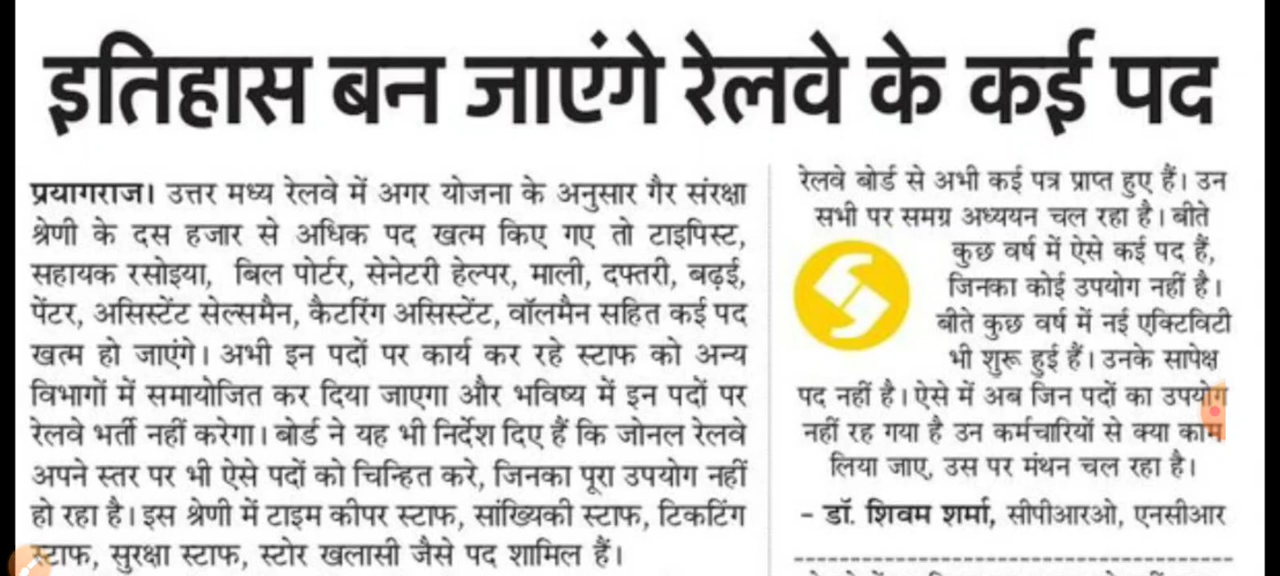 इतिहास बन जाएंगे रेलवे के कई पद
प्रयागराज। उत्तर मध्य रेलवे में अगर योजना के अनुसार गैर संरक्षा
श्रेणी के दस हजार से अधिक पद खत्म किए गए तो टाइपिस्ट,
सहायक रसोइया, बिल पोर्टर, सेनेटरी हेल्पर, माली, दफ्तरी, बढ़ई,
पेंटर, असिस्टेंट सेल्समैन, कैटरिंग असिस्टेंट, वॉलमैन सहित कई पद
खत्म हो जाएंगे। अभी इन पदों पर कार्य कर रहे स्टाफ को अन्य
विभागों में समायोजित कर दिया जाएगा और भविष्य में इन पदों पर
रेलवे भर्ती नहीं करेगा। बोर्ड ने यह भी निर्देश दिए हैं कि जोनल रेलवे
अपने स्तर पर भी ऐसे पदों को चिन्हित करे, जिनका पूरा उपयोग नहीं
हो रहा है। इस श्रेणी में टाइम कीपर स्टाफ, सांख्यिकी स्टाफ, टिकटिंग
स्टाफ, सुरक्षा स्टाफ, स्टोर खलासी जैसे पद शामिल हैं।
रेलवे बोर्ड से अभी कई पत्र प्राप्त हुए हैं। उन
सभी पर समग्र अध्ययन चल रहा है। बीते
कुछ वर्ष में ऐसे कई पद हैं,
जिनका कोई उपयोग नहीं है।
बीते कुछ वर्ष में नई एक्टिविटी
भी शुरू हुई हैं। उनके सापेक्ष
पद नहीं है। ऐसे में अब जिन पदों का उपयोग
नहीं रह गया है उन कर्मचारियों से क्या काम
लिया जाए, उस पर मंथन चल रहा है।
- डॉ. शिवम शर्मा, सीपीआरओ, एनसीआर